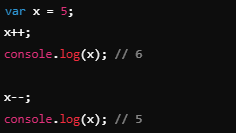 var x = 5;
x++;
console.log(x); // 6
x--;
console.log(x); // 5